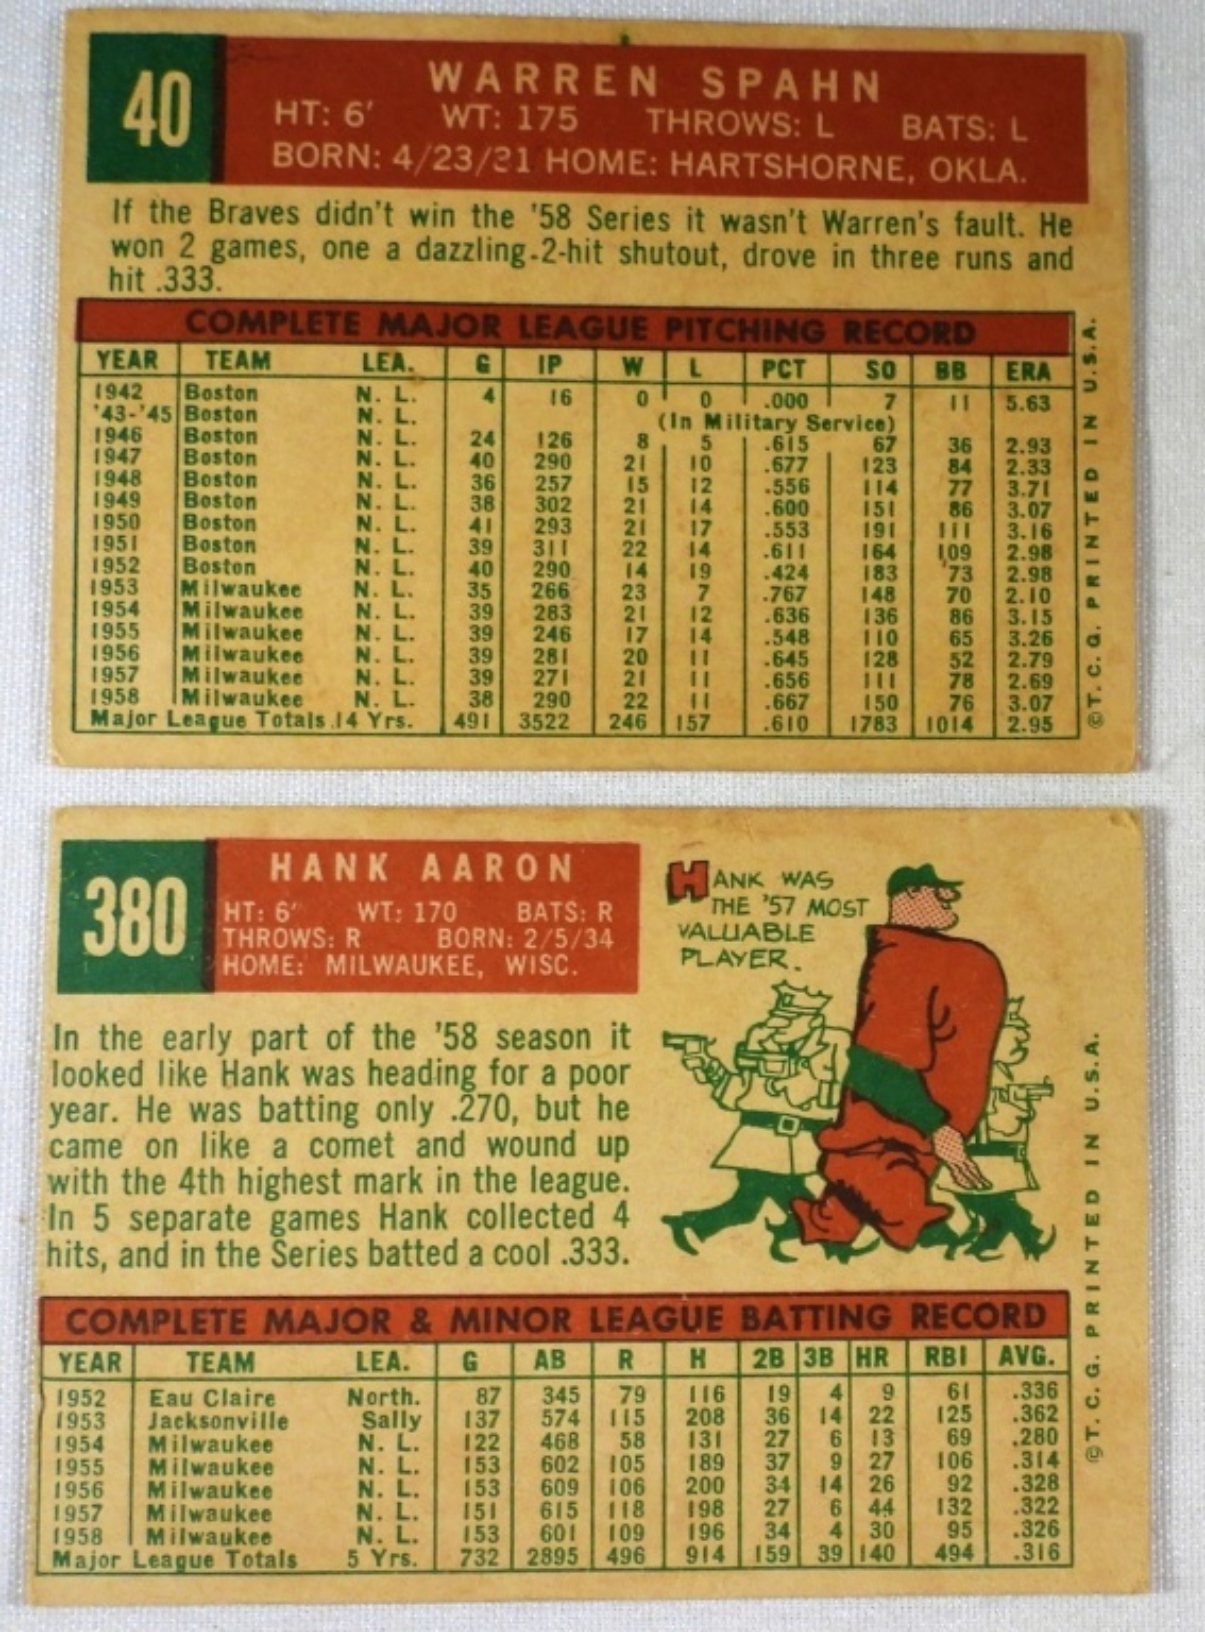 40
WARREN SPAHN
HT: 6' WT: 175 THROWS: L BATS: L
BORN: 4/23/21 HOME: HARTSHORNE, OKLA.
If the Braves didn't win the '58 Series it wasn't Warren's fault. He
won 2 games, one a dazzling 2-hit shutout, drove in three runs and
hit .333.
COMPLETE MAJOR LEAGUE PITCHING RECORD
YEAR TEAM LEA. G IP W L PCT SO BB ERA
1942 Boston N. L. 4 16 0 0 .000 7 11 5.63
'43-'45 Boston N. L. (In Military Service)
1946 Boston N. L. 24 126 8 5 .615 67 36 2.93
1947 Boston N. L. 40 290 21 10 .677 123 84 2.33
1948 Boston N. L. 36 257 15 12 .556 114 77 3.71
1949 Boston N. L. 38 302 21 14 .600 151 86 3.07
1950 Boston N. L. 41 293 21 17 .553 191 111 3.16
1951 Boston N. L. 39 311 22 14 .611 164 109 2.98
1952 Boston N. L. 40 290 14 19 .424 183 73 2.98
1953 Milwaukee N. L. 35 266 23 7 .767 148 70 2.10
1954 Milwaukee N. L. 39 283 21 12 .636 136 86 3.15
1955 Milwaukee N. L. 39 246 17 14 .548 110 65 3.26
1956 Milwaukee N. L. 39 281 20 11 .645 128 52 2.79
1957 Milwaukee N. L. 39 271 21 11 .656 111 78 2.69
1958 Milwaukee N. L. 38 290 22 11 .667 150 76 3.07
Major League Totals 14 Yrs. 491 3522 246 157 .610 1783 1014 2.95
©T. C. G. PRINTED IN U.S.A.
380
HANK AARON
HT: 6" WT: 170 BATS: R
THROWS: R BORN: 2/5/34
HOME: MILWAUKEE, WISC.
HANK WAS
THE '57 MOST
VALUABLE
PLAYER.
In the early part of the '58 season it
looked like Hank was heading for a poor
year. He was batting only .270, but he
came on like a comet and wound up
with the 4th highest mark in the league.
In 5 separate games Hank collected 4
hits, and in the Series batted a cool .333.
COMPLETE MAJOR & MINOR LEAGUE BATTING RECORD
YEAR TEAM LEA. G AB R H 2B 3B HR RBI AVG.
1952 Eau Claire North. 87 345 79 116 19 4 9 61 .336
1953 Jacksonville Sally 137 574 115 208 36 14 22 125 .362
1954 Milwaukee N. L. 122 468 58 131 27 6 13 69 .280
1955 Milwaukee N. L. 153 602 105 189 37 9 27 106 .314
1956 Milwaukee N. L. 153 609 106 200 34 14 26 92 .328
1957 Milwaukee N. L. 151 615 118 198 27 6 44 132 .322
1958 Milwaukee N. L. 153 601 109 196 34 4 30 95 .326
Major League Totals 5 Yrs. 732 2895 496 914 159 39 140 494 .316
©T. C. G. PRINTED IN U.S.A.